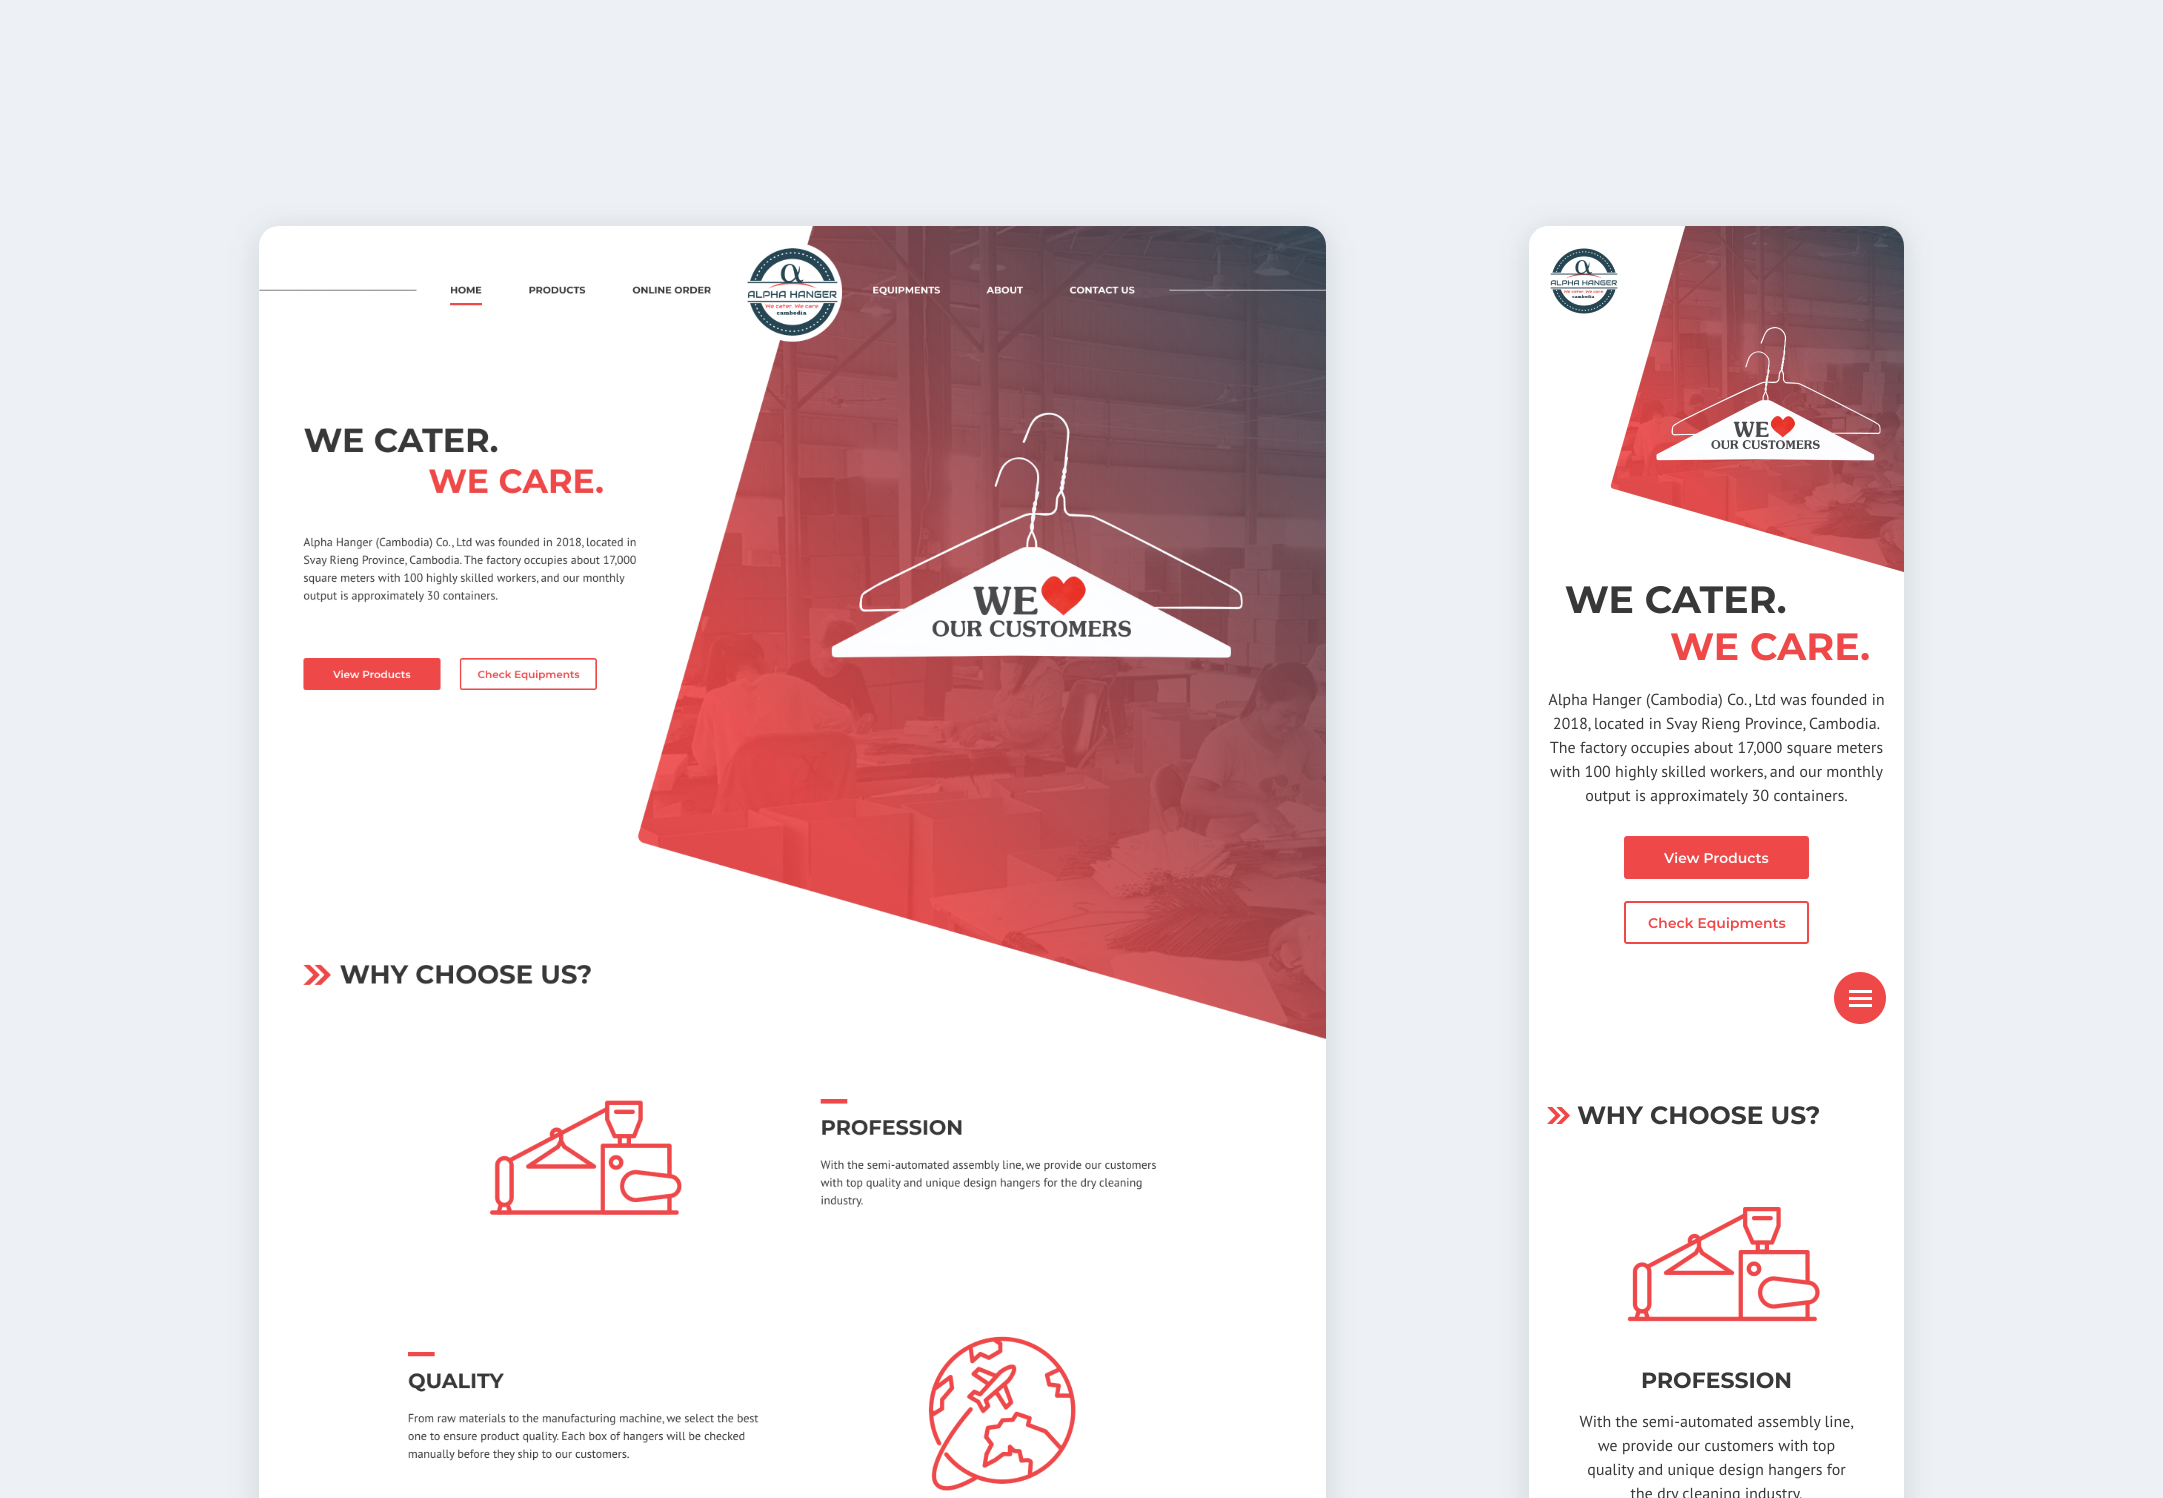 HOME
PRODUCTS
ONLINE ORDER
α
ALPHA HANGER
We cater. We care
cambodia
EQUIPMENTS
ABOUT
CONTACT US
WE CATER.
WE CARE.
Alpha Hanger (Cambodia) Co., Ltd was founded in 2018, located in
Svay Rieng Province, Cambodia. The factory occupies about 17,000
square meters with 100 highly skilled workers, and our monthly
output is approximately 30 containers.
View Products
Check Equipments
WE
OUR CUSTOMERS
WHY CHOOSE US?
PROFESSION
With the semi-automated assembly line, we provide our customers
with top quality and unique design hangers for the dry cleaning
industry.
QUALITY
From raw materials to the manufacturing machine, we select the best
one to ensure product quality. Each box of hangers will be checked
manually before they ship to our customers.
α
ALPHA HANGER
We cater. We care
cambodia
WE
OUR CUSTOMERS
WE CATER.
WE CARE.
Alpha Hanger (Cambodia) Co., Ltd was founded in
2018, located in Svay Rieng Province, Cambodia.
The factory occupies about 17,000 square meters
with 100 highly skilled workers, and our monthly
output is approximately 30 containers.
View Products
Check Equipments
WHY CHOOSE US?
PROFESSION
With the semi-automated assembly line,
we provide our customers with top
quality and unique design hangers for
the dry cleaning industry.